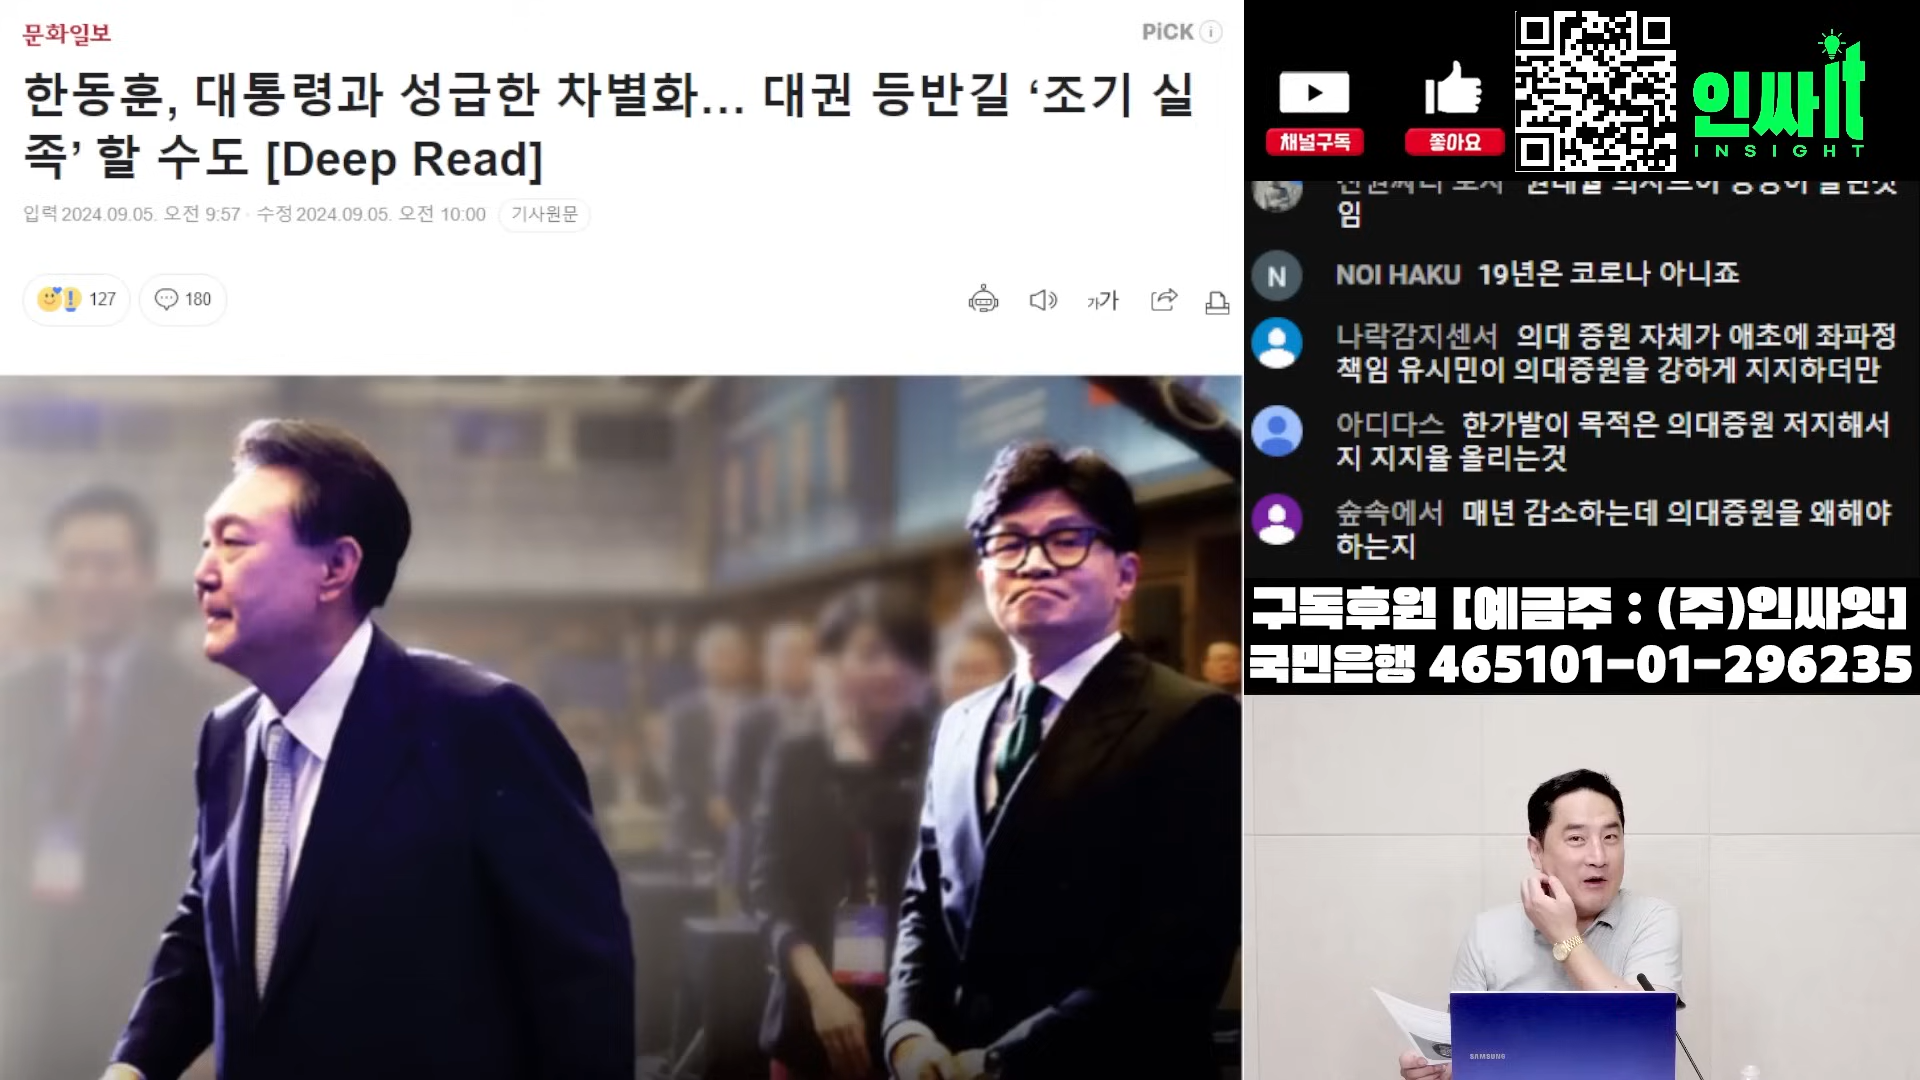 문화일보
PiCK
한동훈, 대통령과 성급한 차별화… 대권 등반길 ‘조기 실
족’ 할 수도 [Deep Read]
입력 2024.09.05. 오전 9:57 · 수정 2024.09.05. 오전 10:00 기사원문
127 180
가가
채널구독 좋아요
인싸it
INSIGHT
임
NOI HAKU 19년은 코로나 아니죠
나락감지센서 의대 증원 자체가 애초에 좌파정
책임 유시민이 의대증원을 강하게 지지하더만
아디다스 한가발이 목적은 의대증원 저지해서
지 지지율 올리는것
숲속에서 매년 감소하는데 의대증원을 왜해야
하는지
구독후원 [예금주 : (주)인싸잇]
국민은행 465101-01-296235
SAMSUNG